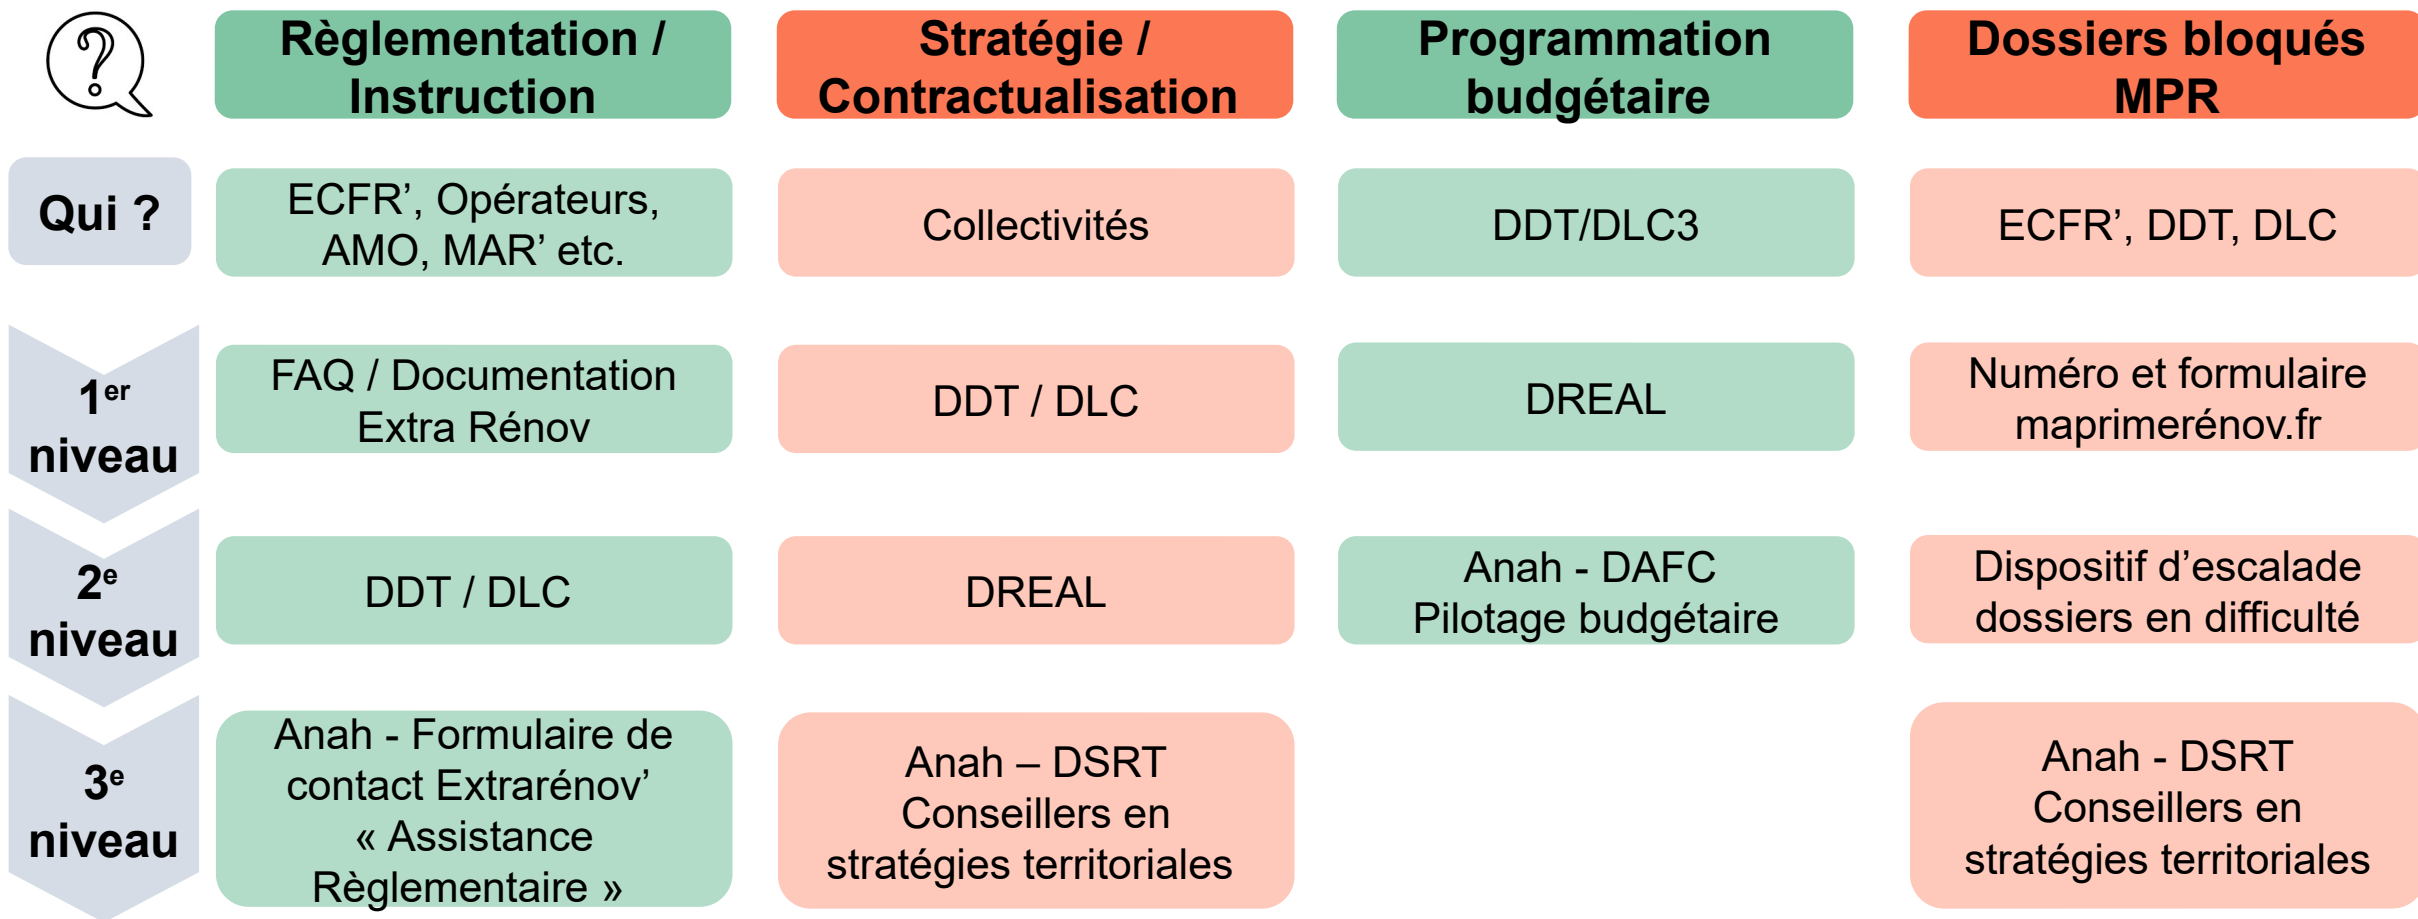 ?
Règlementation /
Instruction
Stratégie /
Contractualisation
Programmation
budgétaire
Dossiers bloqués
MPR
Qui ?
ECFR’, Opérateurs,
AMO, MAR’ etc.
Collectivités
DDT/DLC3
ECFR’, DDT, DLC
1er
niveau
FAQ / Documentation
Extra Rénov
DDT / DLC
DREAL
Numéro et formulaire
maprimerénov.fr
2e
niveau
DDT / DLC
DREAL
Anah - DAFC
Pilotage budgétaire
Dispositif d’escalade
dossiers en difficulté
3e
niveau
Anah - Formulaire de
contact Extrarénov’
« Assistance
Règlementaire »
Anah – DSRT
Conseillers en
stratégies territoriales
Anah - DSRT
Conseillers en
stratégies territoriales